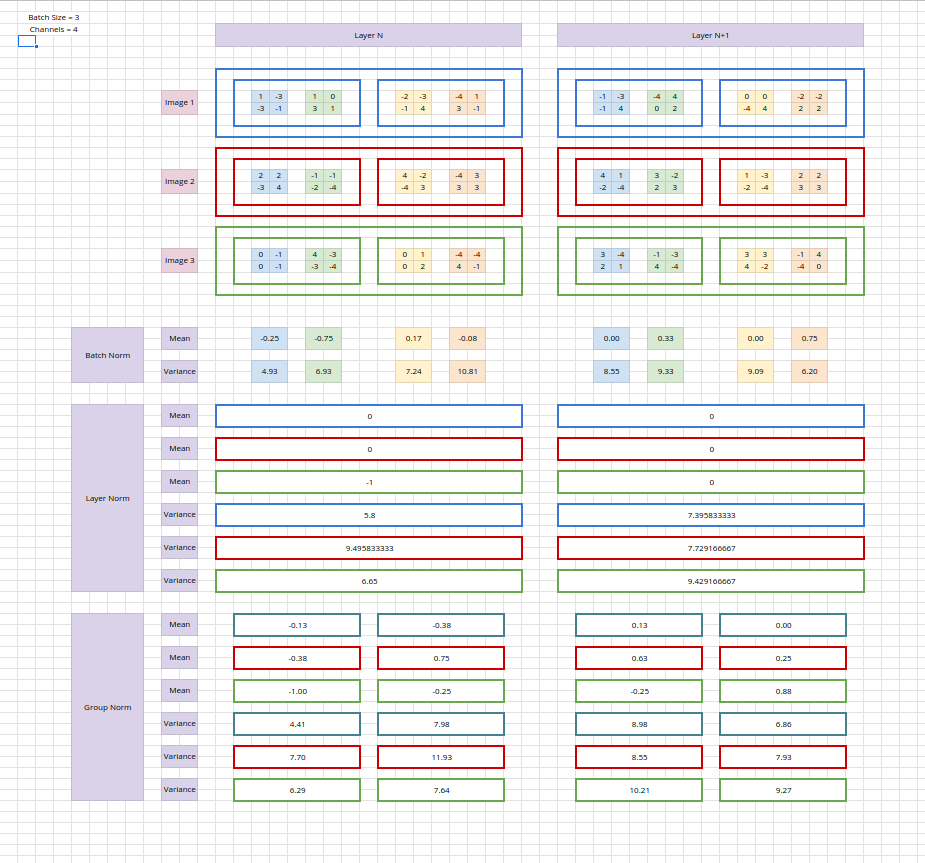 Batch Size = 3
Channels = 4
Layer N Layer N+1
1 -3 1 0 -2 -3 -4 1 -1 -3 -4 4 0 0 -2 -2
Image 1
-3 -1 3 1 -1 4 3 -1 -1 4 0 2 -4 4 2 2
2 2 -1 -1 4 -2 -4 3 4 1 3 -2 1 -3 2 2
Image 2
-3 4 -2 -4 -4 3 3 3 -2 -4 2 3 -2 -4 3 3
0 -1 4 -3 0 1 -4 -4 3 -4 -1 -3 3 3 -1 4
Image 3
0 -1 -3 -4 0 2 4 -1 2 1 4 -4 4 -2 -4 0
Batch Norm
Mean -0.25 -0.75 0.17 -0.08 0.00 0.33 0.00 0.75
Variance 4.93 6.93 7.24 10.81 8.55 9.33 9.09 6.20
Layer Norm
Mean 0 0
Mean 0 0
Mean -1 0
Variance 5.8 7.395833333
Variance 9.495833333 7.729166667
Variance 6.65 9.429166667
Group Norm
Mean -0.13 -0.38 0.13 0.00
Mean -0.38 0.75 0.63 0.25
Mean -1.00 -0.25 -0.25 0.88
Variance 4.41 7.98 8.98 6.86
Variance 7.70 11.93 8.55 7.93
Variance 6.29 7.64 10.21 9.27